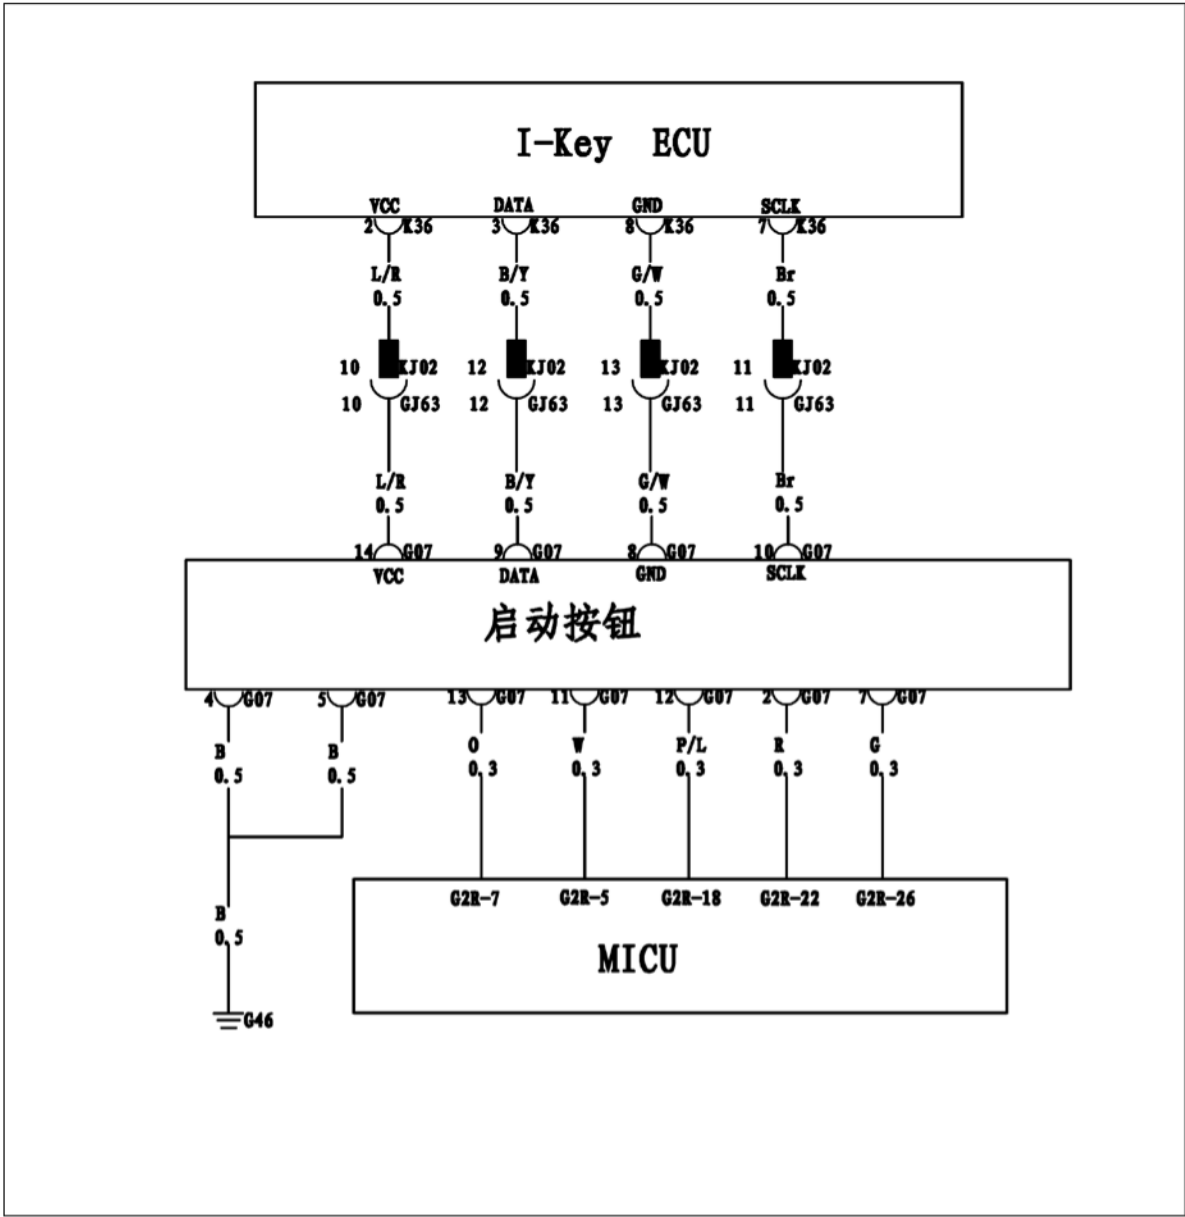 I-Key ECU
VCC DATA GND SCLK
2 K36 3 K36 8 K36 7 K36
L/R B/Y G/W Br
0.5 0.5 0.5 0.5
10 KJ02 12 KJ02 13 KJ02 11 KJ02
10 GJ63 12 GJ63 13 GJ63 11 GJ63
L/R B/Y G/W Br
0.5 0.5 0.5 0.5
14 G07 9 G07 8 G07 10 G07
VCC DATA GND SCLK
启动按钮
4 G07 5 G07 13 G07 11 G07 12 G07 2 G07 7 G07
B B O W P/L R G
0.5 0.5 0.3 0.3 0.3 0.3 0.3
G2R-7 G2R-5 G2R-18 G2R-22 G2R-26
B
0.5
MICU
G46